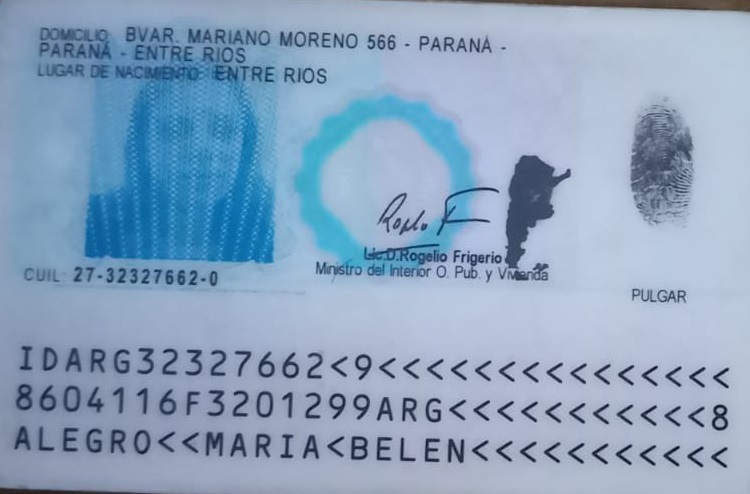 DOMICILIO: BVAR. MARIANO MORENO 566 - PARANÁ -
PARANÁ - ENTRE RIOS
LUGAR DE NACIMIENTO: ENTRE RIOS
Lic.D.Rogelio Frigerio
Ministro del Interior O. Pub. y Vivienda
CUIL: 27-32327662-0
PULGAR
IDARG32327662<9<<<<<<<<<<<<<<<
8604116F3201299ARG<<<<<<<<<<<8
ALEGRO<<MARIA<BELEN<<<<<<<<<<<